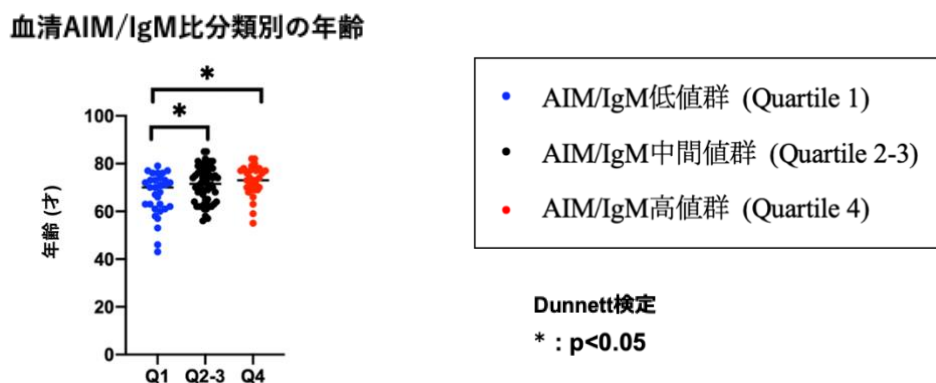 血清AIM/IgM比分類別の年齢
*
*
100
80
60
40
20
0
年齢 (才)
Q1 Q2-3 Q4
AIM/IgM低値群 (Quartile 1)
AIM/IgM中間値群 (Quartile 2-3)
AIM/IgM高値群 (Quartile 4)
Dunnett検定
* : p<0.05